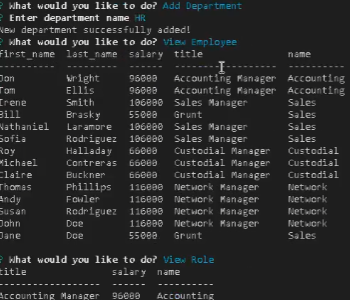 ? What would you like to do? Add Department
? Enter department name HR
New department successfully added!
? What would you like to do? View Employee
first_name last_name salary title name
---------- --------- ------ ------------------ ----------
Jon Wright 96000 Accounting Manager Accounting
Tom Ellis 96000 Accounting Manager Accounting
Irene Smith 106000 Sales Manager Sales
Bill Brasky 55000 Grunt Sales
Nathaniel Laramore 106000 Sales Manager Sales
Sofia Rodriguez 106000 Sales Manager Sales
Roy Halladay 66000 Custodial Manager Custodial
Michael Contreras 66000 Custodial Manager Custodial
Claire Buckner 66000 Custodial Manager Custodial
Thomas Phillips 116000 Network Manager Network
Andy Fowler 116000 Network Manager Network
Susan Rodriguez 116000 Network Manager Network
John Doe 116000 Network Manager Network
Jane Doe 55000 Grunt Sales
? What would you like to do? View Role
title salary name
------------------ ------ ----------
Accounting Manager 96000 Accounting